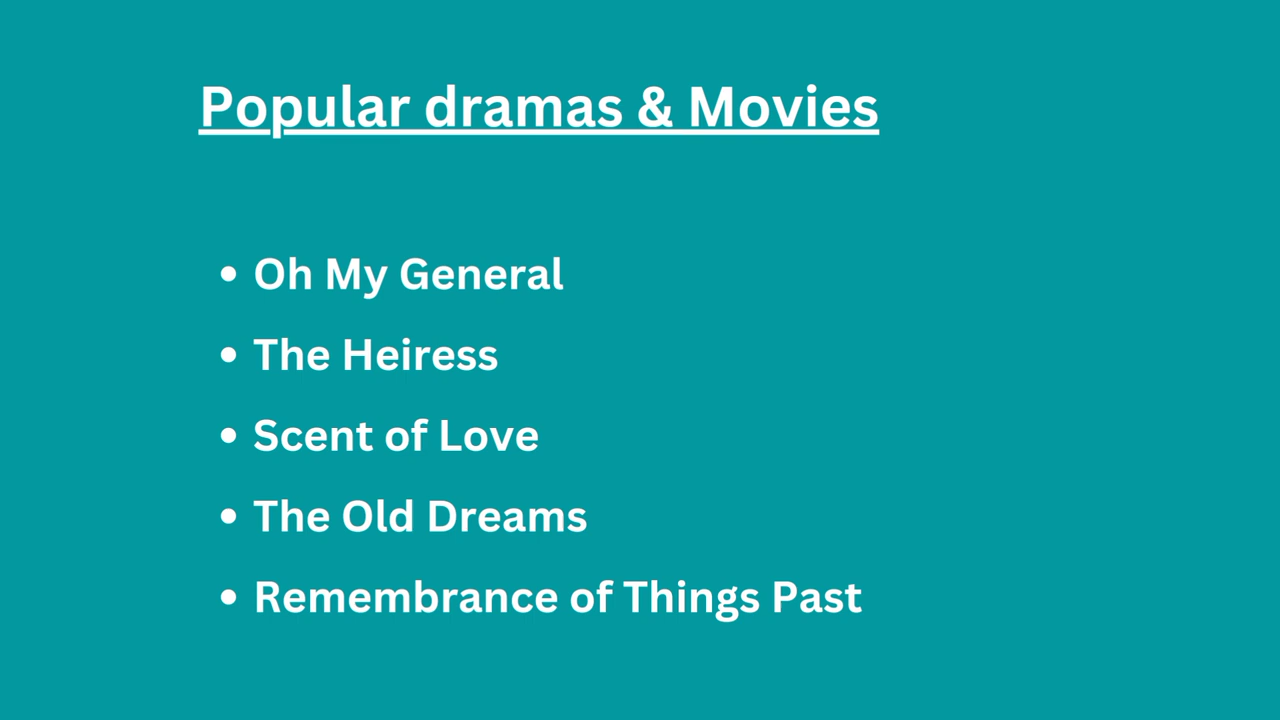 Popular dramas & Movies
• Oh My General
• The Heiress
• Scent of Love
• The Old Dreams
• Remembrance of Things Past